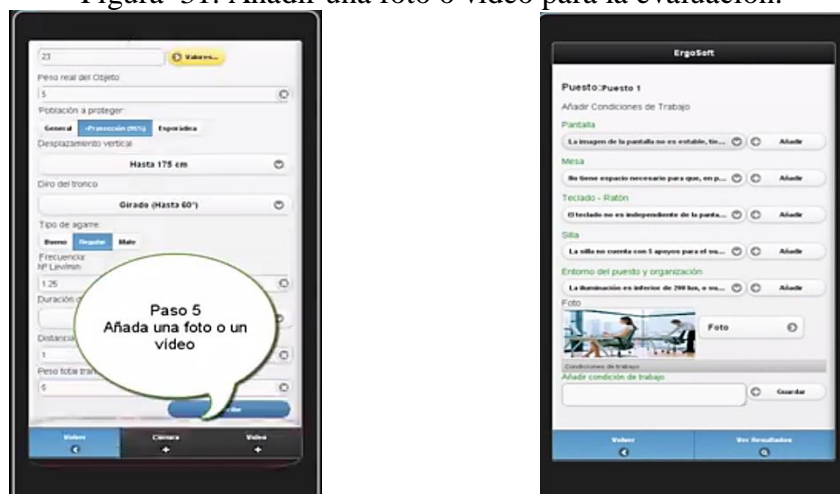 Figura 31. Añadir una foto o vídeo para la evaluación.
23
Valores...
Peso real del Objeto
5
Población a proteger:
General +Protección (95%) Esporádica
Desplazamiento vertical
Hasta 175 cm
Giro del tronco
Girado (Hasta 60°)
Tipo de agarre:
Bueno Regular Malo
Frecuencia:
Nº Lev/min
1.25
Duración
Paso 5
Añada una foto o un
vídeo
Distancia
1
Peso total
Volver
Cámara
Video
ErgoSoft
Puesto:Puesto 1
Añadir Condiciones de Trabajo
Pantalla
La imagen de la pantalla no es estable, tie... Añadir
Mesa
No tiene espacio necesario para que, en p... Añadir
Teclado - Ratón
El teclado no es independiente de la panta... Añadir
Silla
La silla no cuenta con 5 apoyos para el su... Añadir
Entorno del puesto y organización
La iluminación es inferior de 200 lux, o su... Añadir
Foto
Foto
Condiciones de trabajo
Añadir condición de trabajo
Guardar
Volver
Ver Resultados